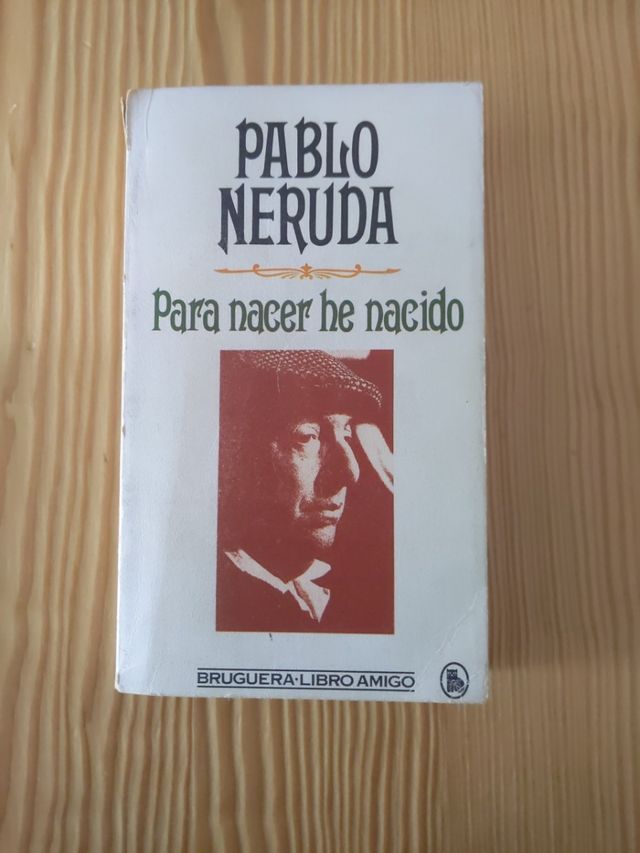 PABLO
NERUDA
Para nacer he nacido
BRUGUERA·LIBRO AMIGO